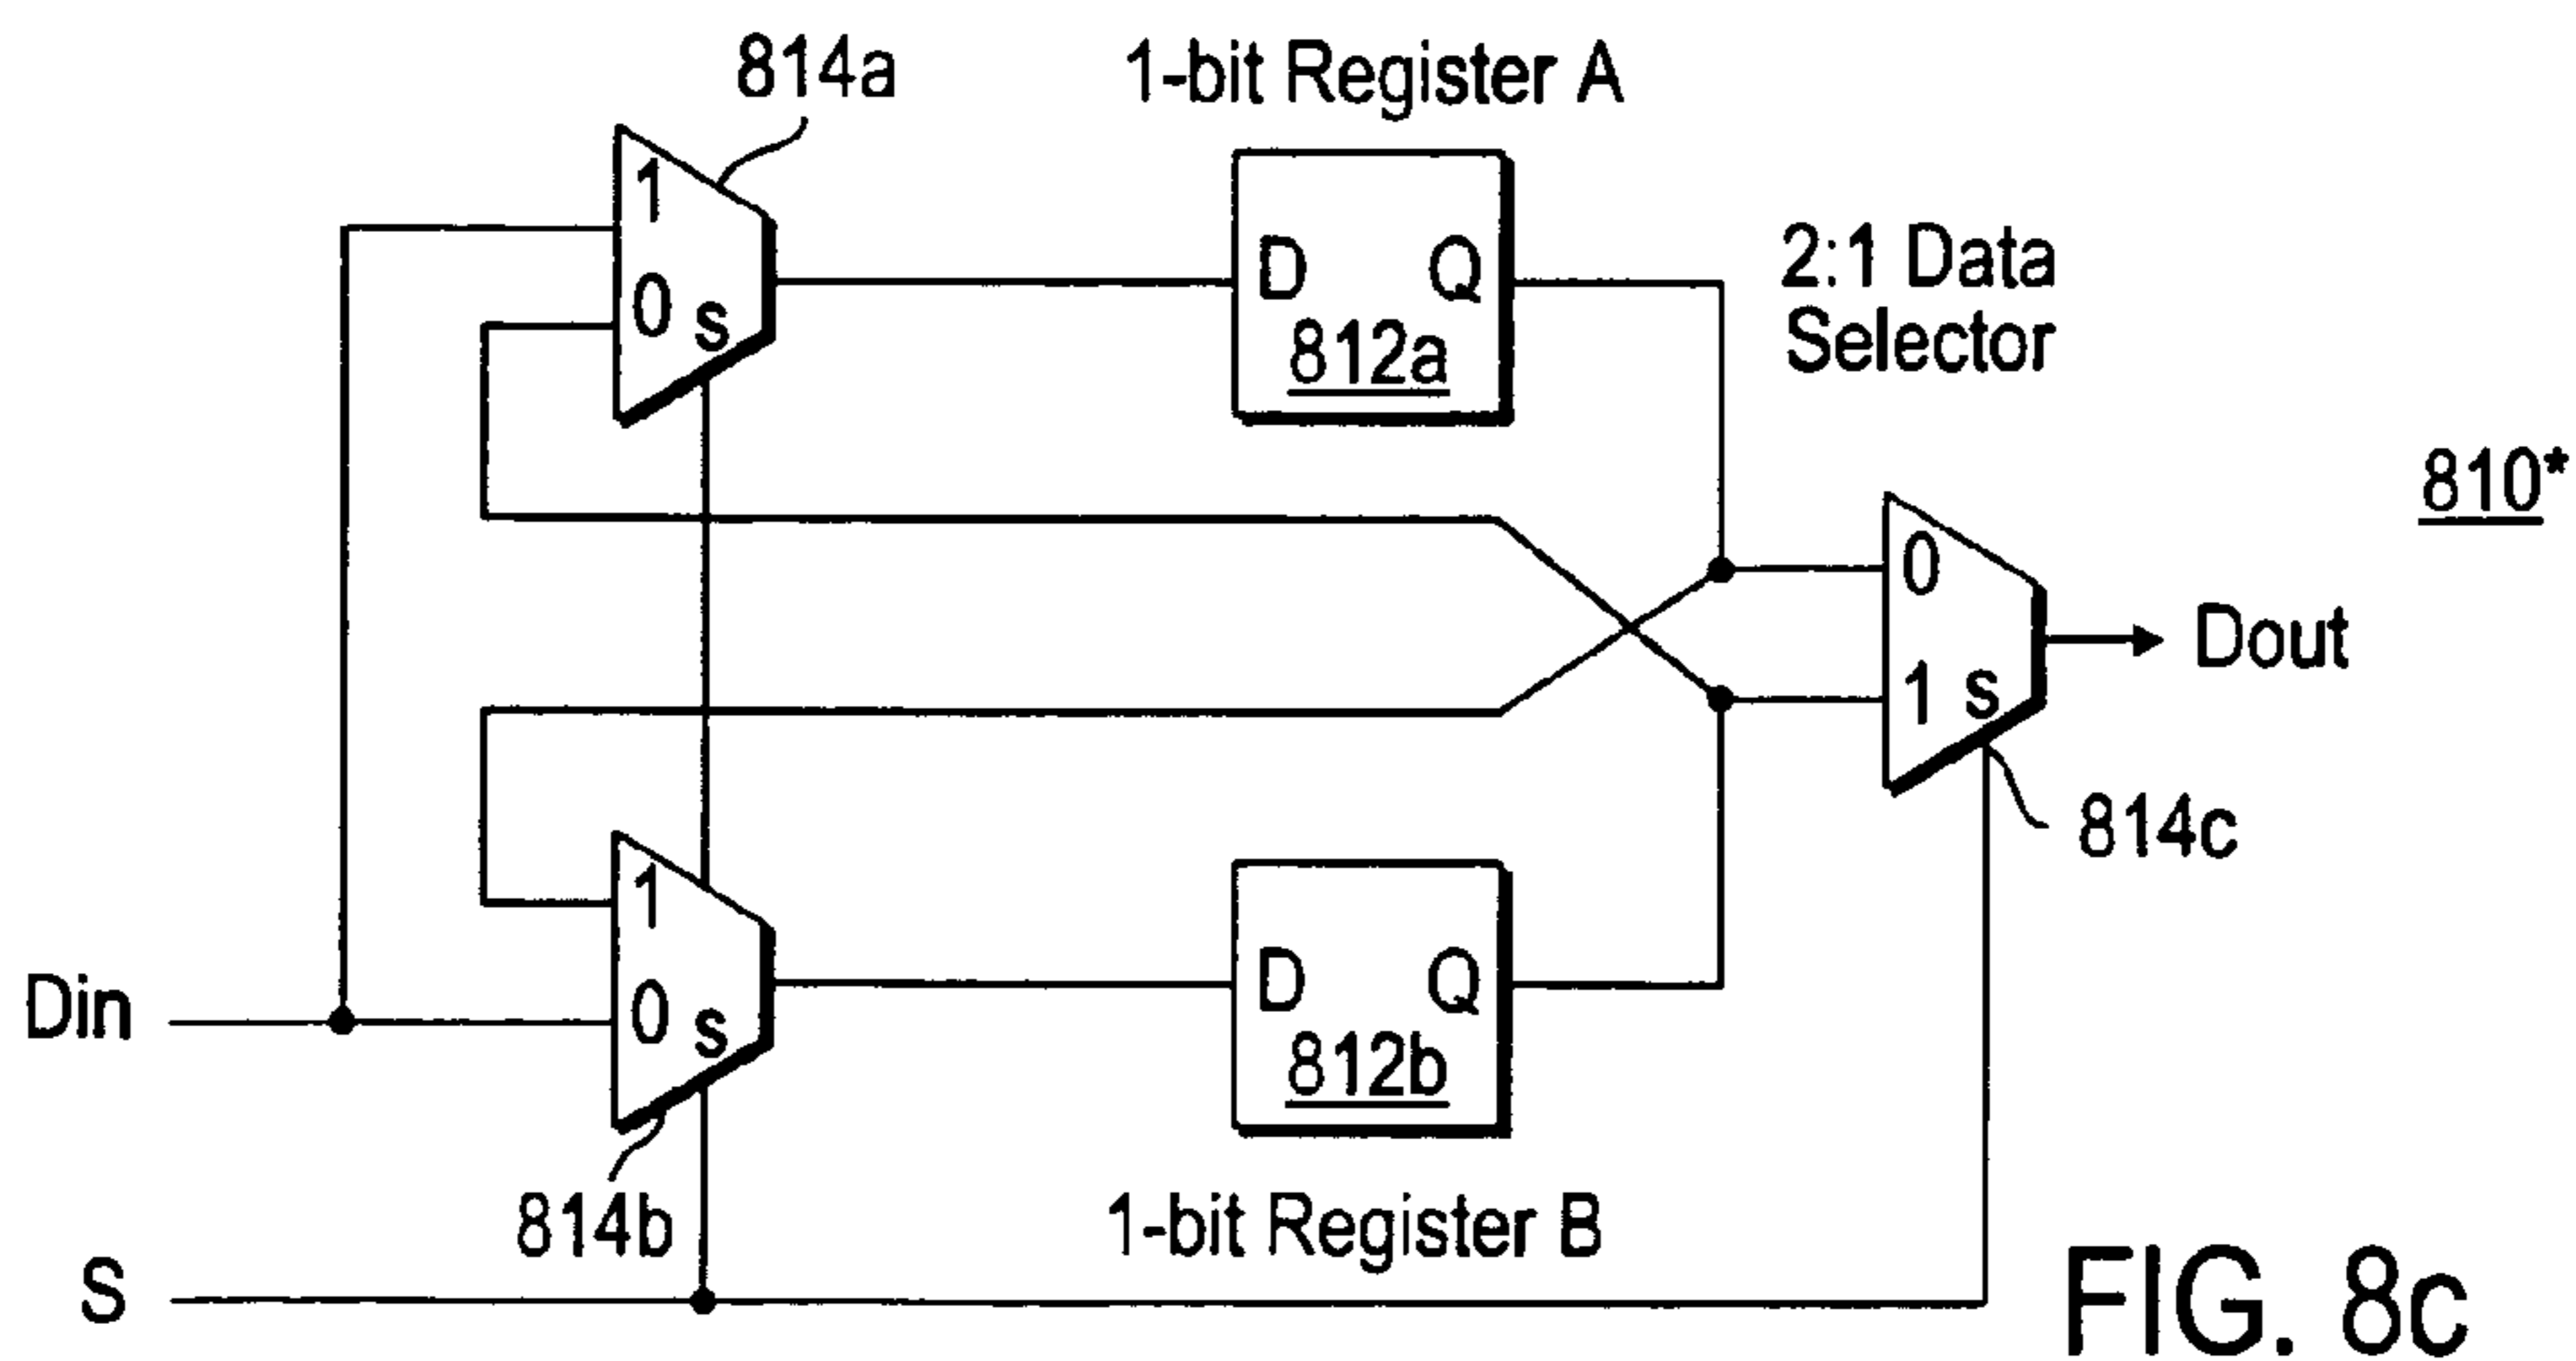 814a
1-bit Register A
1
0
s
D
Q
812a
2:1 Data
Selector
810*
0
1
s
Dout
814c
1
0
s
D
Q
812b
Din
814b
1-bit Register B
S
FIG. 8c